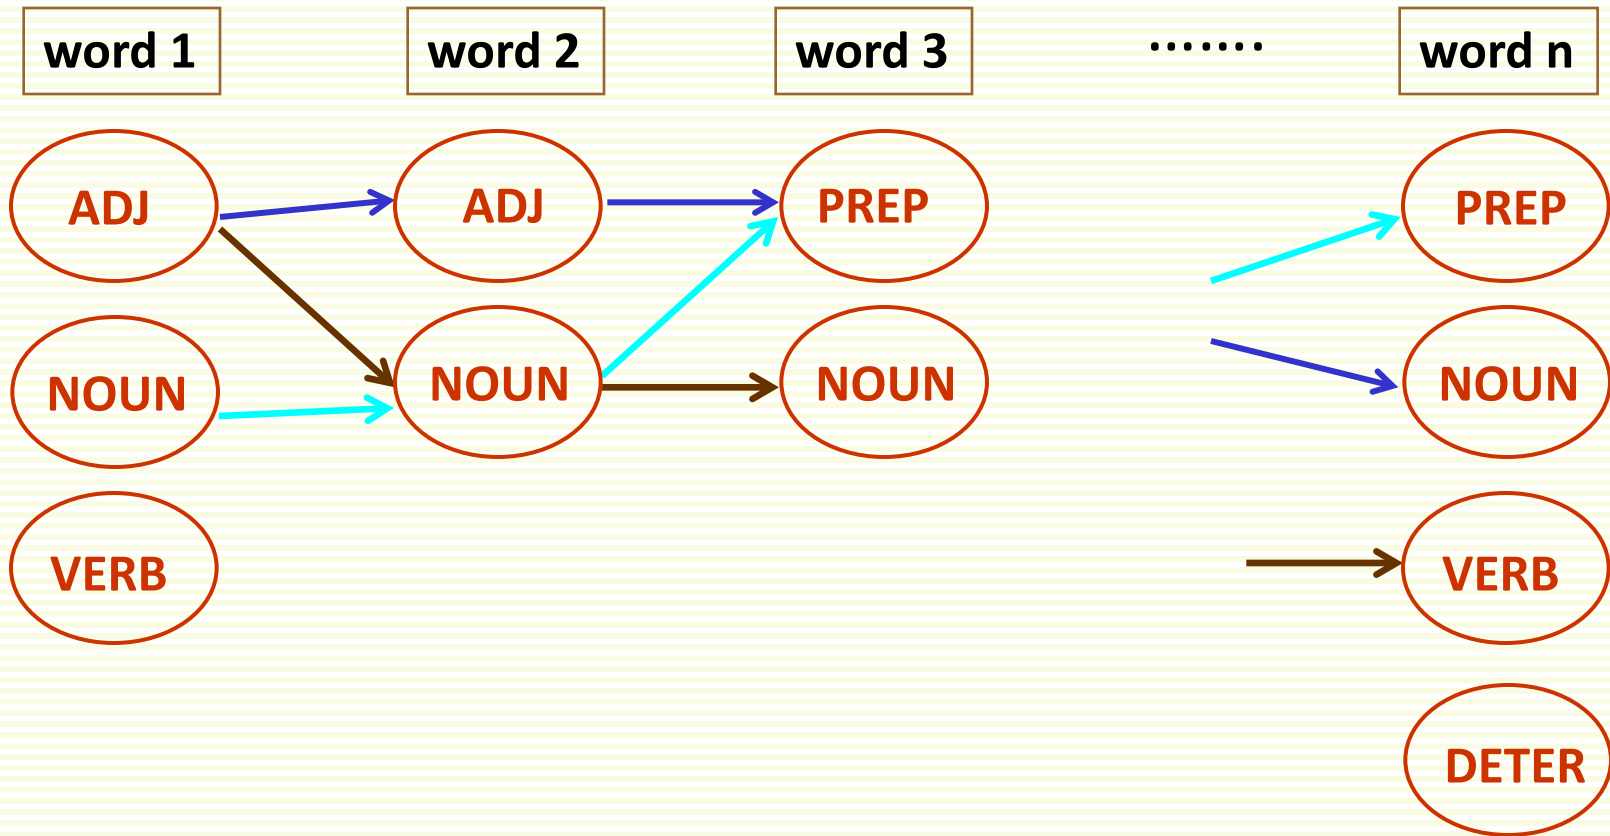 word 1 word 2 word 3 ....... word n
ADJ ADJ PREP PREP
NOUN NOUN NOUN NOUN
VERB VERB
DETER